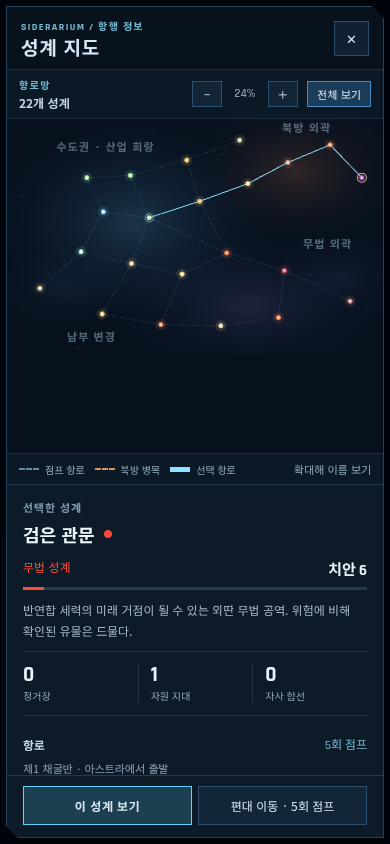 SIDERARIUM / 항행 정보
성계 지도
×
항로망
22개 성계
− 24% + 전체 보기
북방 외곽
수도권 · 산업 회랑
무법 외곽
남부 변경
점프 항로 북방 병목 선택 항로 확대해 이름 보기
선택한 성계
검은 관문
무법 성계 치안 6
반연합 세력의 미래 거점이 될 수 있는 외딴 무법 공역. 위험에 비해
확인된 유물은 드물다.
0 1 0
정거장 자원 지대 자사 함선
항로 5회 점프
제1 채굴반 · 아스트라에서 출발
이 성계 보기 편대 이동 · 5회 점프